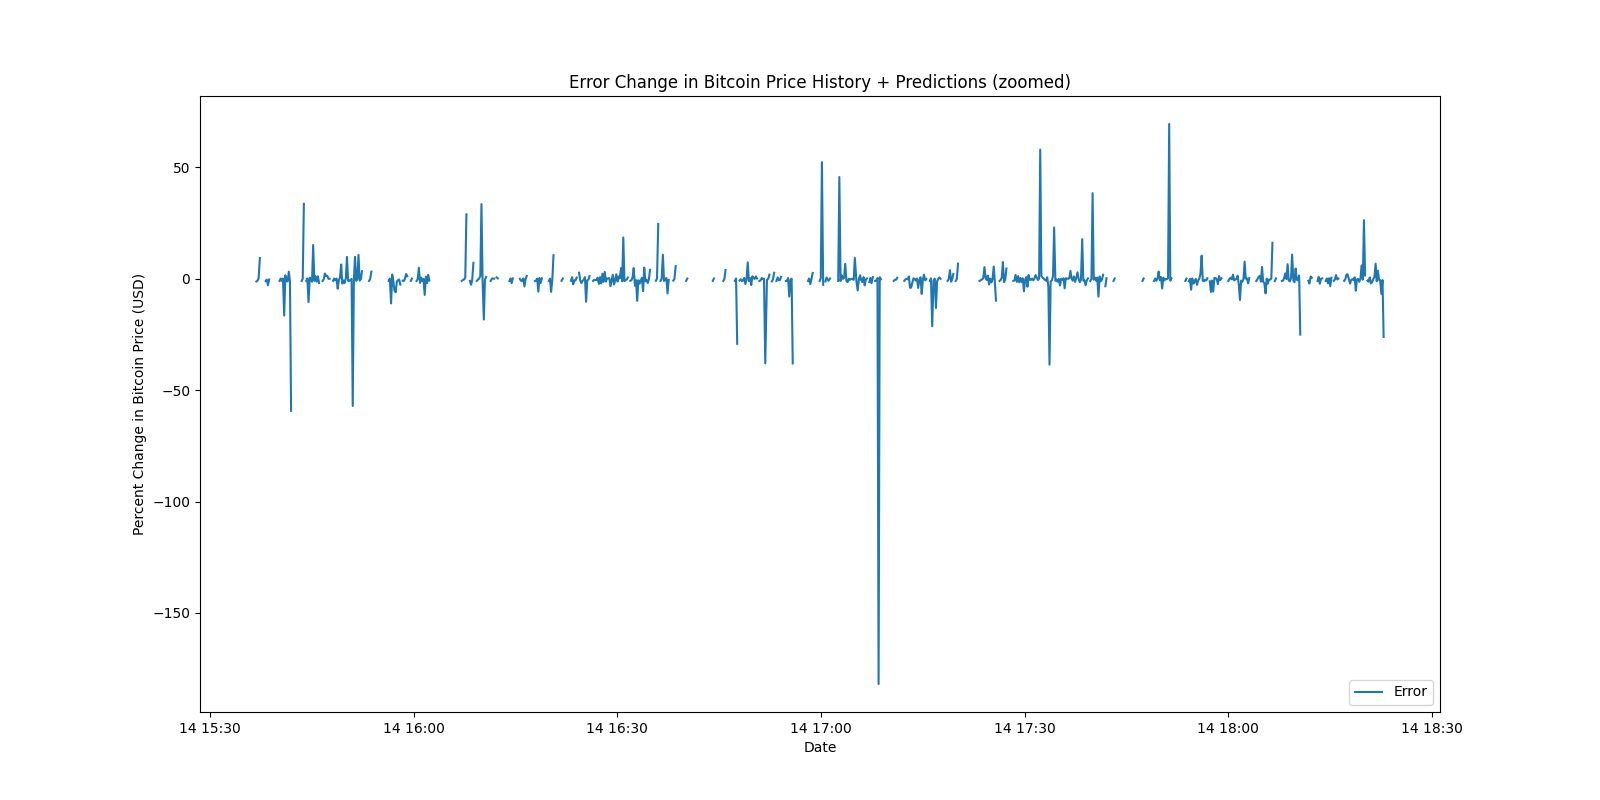 Error Change in Bitcoin Price History + Predictions (zoomed)
Percent Change in Bitcoin Price (USD)
50
0
−50
−100
−150
Error
14 15:30 14 16:00 14 16:30 14 17:00 14 17:30 14 18:00 14 18:30
Date